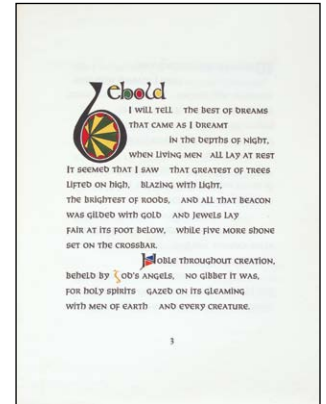 Behold
I will tell the best of dreams
that came as I dreamt
in the depths of night,
when living men all lay at rest
It seemed that I saw that greatest of trees
lifted on high, blazing with light,
the brightest of roods, and all that beacon
was gilded with gold and jewels lay
fair at its foot below, while five more shone
set on the crossbar.
Noble throughout creation,
beheld by God's angels, no gibbet it was,
for holy spirits gazed on its gleaming
with men of earth and every creature.
3